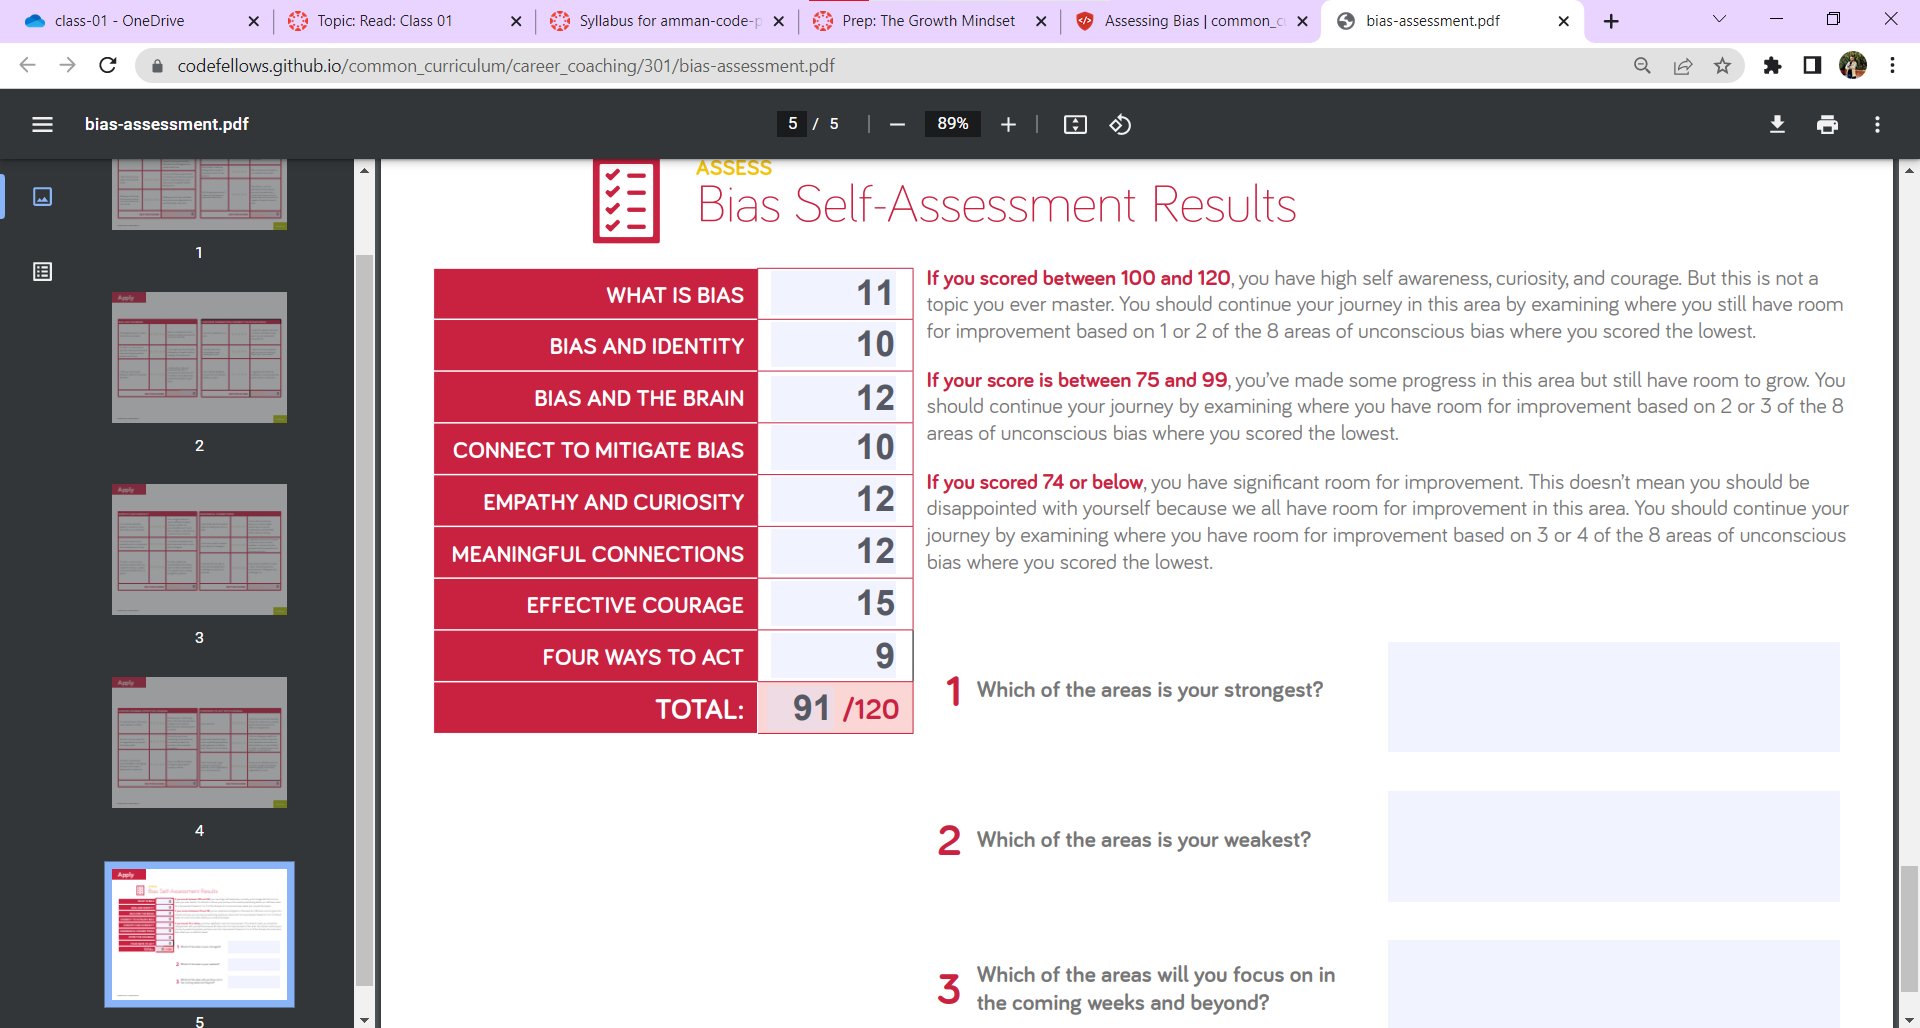 class-01 - OneDrive
Topic: Read: Class 01
Syllabus for amman-code-p
Prep: The Growth Mindset
Assessing Bias | common_c
bias-assessment.pdf
codefellows.github.io/common_curriculum/career_coaching/301/bias-assessment.pdf
bias-assessment.pdf
5 / 5
89%
1
Apply
2
Apply
3
Apply
4
Apply
Bias Self-Assessment Results
5
ASSESS
Bias Self-Assessment Results
WHAT IS BIAS 11
BIAS AND IDENTITY 10
BIAS AND THE BRAIN 12
CONNECT TO MITIGATE BIAS 10
EMPATHY AND CURIOSITY 12
MEANINGFUL CONNECTIONS 12
EFFECTIVE COURAGE 15
FOUR WAYS TO ACT 9
TOTAL: 91 /120
If you scored between 100 and 120, you have high self awareness, curiosity, and courage. But this is not a
topic you ever master. You should continue your journey in this area by examining where you still have room
for improvement based on 1 or 2 of the 8 areas of unconscious bias where you scored the lowest.
If your score is between 75 and 99, you’ve made some progress in this area but still have room to grow. You
should continue your journey by examining where you have room for improvement based on 2 or 3 of the 8
areas of unconscious bias where you scored the lowest.
If you scored 74 or below, you have significant room for improvement. This doesn’t mean you should be
disappointed with yourself because we all have room for improvement in this area. You should continue your
journey by examining where you have room for improvement based on 3 or 4 of the 8 areas of unconscious
bias where you scored the lowest.
1 Which of the areas is your strongest?
2 Which of the areas is your weakest?
3 Which of the areas will you focus on in
the coming weeks and beyond?